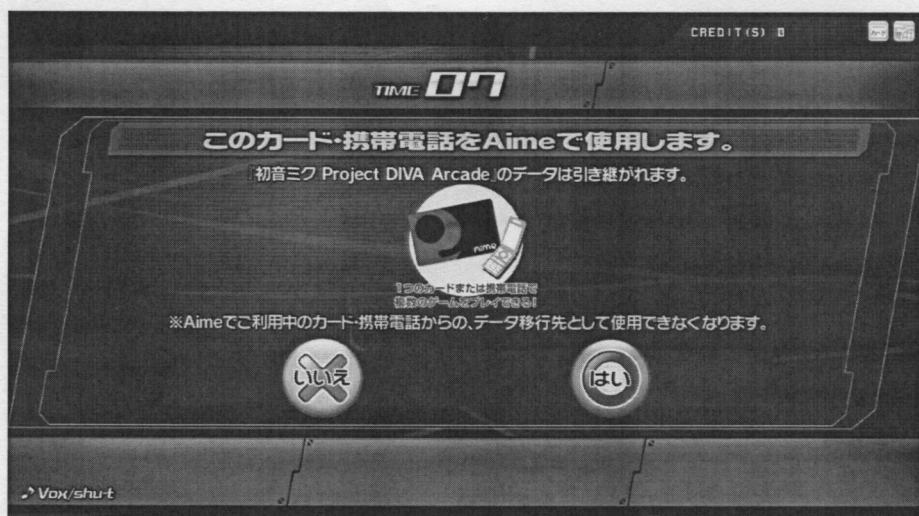 CREDIT(S) 0
TIME 07
このカード・携帯電話をAimeで使用します。
『初音ミク Project DIVA Arcade』のデータは引き継がれます。
aime
1つのカードまたは携帯電話で
複数のゲームをプレイできる！
※Aimeでご利用中のカード・携帯電話からの、データ移行先として使用できなくなります。
いいえ
はい
♪ Vox/shu-t